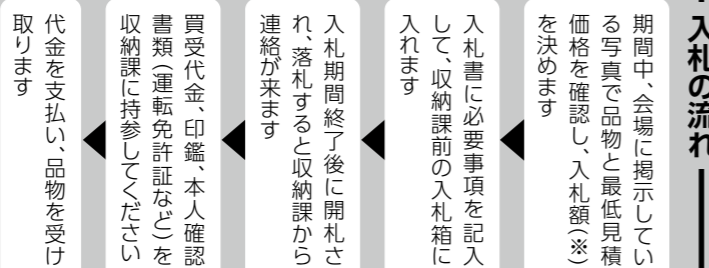 入札の流れ
期間中、会場に掲示してい
る写真で品物と最低見積
価格を確認し、入札額(※)
を決めます
入札書に必要事項を記入
して、収納課前の入札箱に
入れます
入札期間終了後に開札さ
れ、落札すると収納課から
連絡が来ます
買受代金、印鑑、本人確認
書類(運転免許証など)を
収納課に持参してください
代金を支払い、品物を受け
取ります